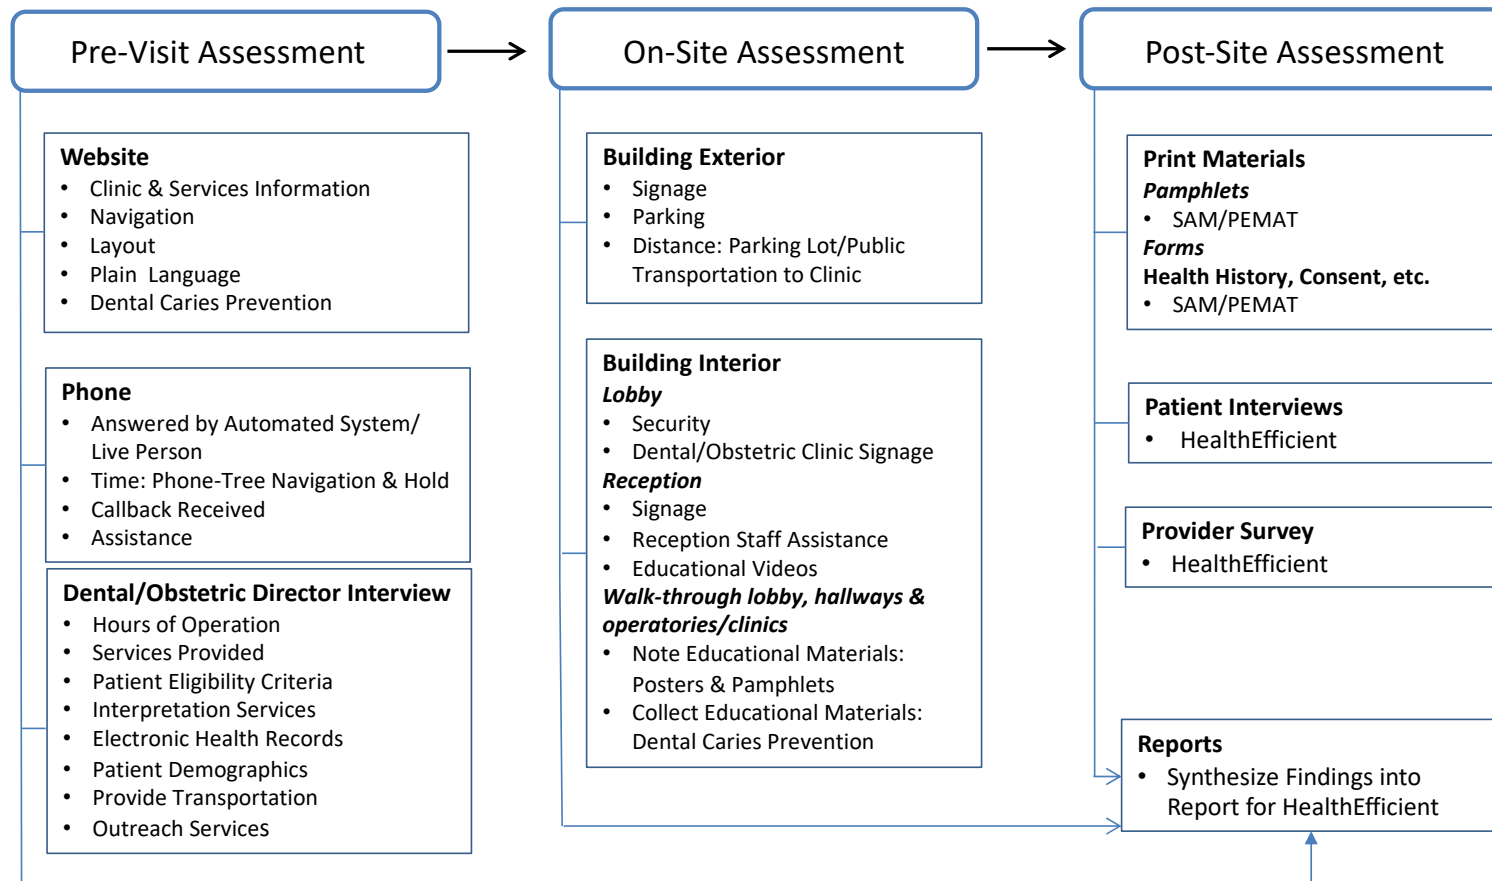 Pre-Visit Assessment
On-Site Assessment
Post-Site Assessment
Website
• Clinic & Services Information
• Navigation
• Layout
• Plain Language
• Dental Caries Prevention
Phone
• Answered by Automated System/
Live Person
• Time: Phone-Tree Navigation & Hold
• Callback Received
• Assistance
Dental/Obstetric Director Interview
• Hours of Operation
• Services Provided
• Patient Eligibility Criteria
• Interpretation Services
• Electronic Health Records
• Patient Demographics
• Provide Transportation
• Outreach Services
Building Exterior
• Signage
• Parking
• Distance: Parking Lot/Public
Transportation to Clinic
Building Interior
Lobby
• Security
• Dental/Obstetric Clinic Signage
Reception
• Signage
• Reception Staff Assistance
• Educational Videos
Walk-through lobby, hallways &
operatories/clinics
• Note Educational Materials:
Posters & Pamphlets
• Collect Educational Materials:
Dental Caries Prevention
Print Materials
Pamphlets
• SAM/PEMAT
Forms
Health History, Consent, etc.
• SAM/PEMAT
Patient Interviews
• HealthEfficient
Provider Survey
• HealthEfficient
Reports
• Synthesize Findings into
Report for HealthEfficient